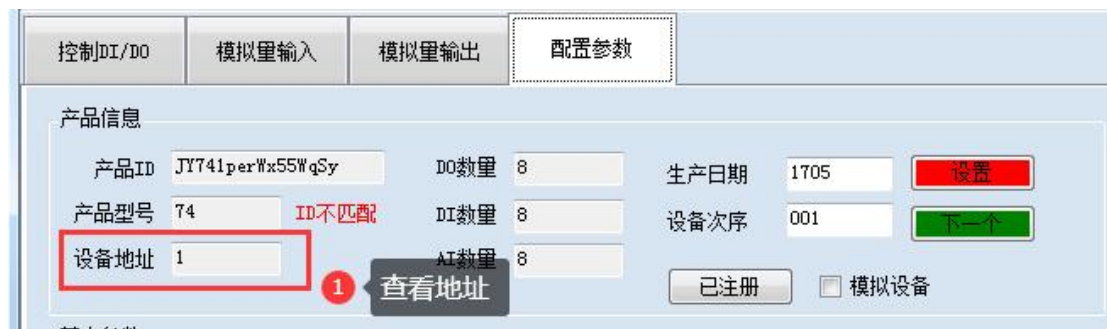 控制DI/DO 模拟量输入 模拟量输出 配置参数
产品信息
产品ID JY741perWx55WqSy DO数量 8 生产日期 1705 设置
产品型号 74 ID不匹配 DI数量 8 设备次序 001 下一个
设备地址 1 AI数量 8
1 查看地址
已注册 模拟设备